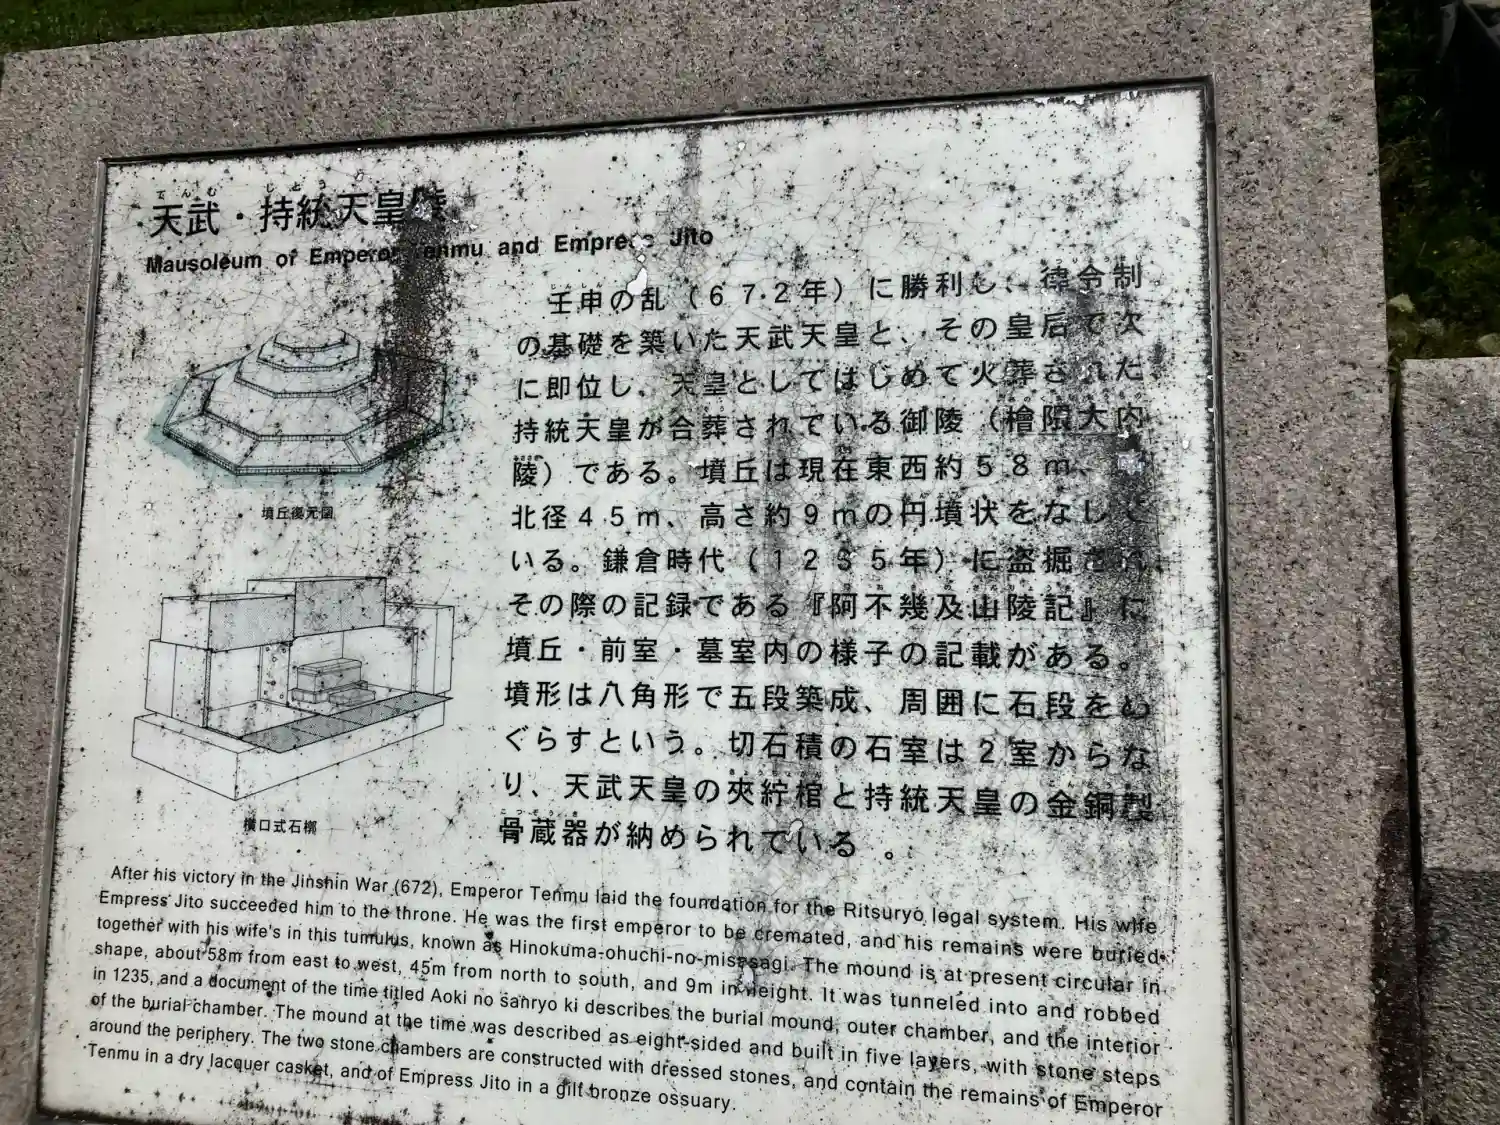 てんむ じとう
天武・持統天皇陵
Mausoleum of Emperor Tenmu and Empress Jito
壬申の乱（６７２年）に勝利し、律令制
の基礎を築いた天武天皇と、その皇后で次
に即位し、天皇としてはじめて火葬された
持統天皇が合葬されている御陵（檜隈大内
陵）である。墳丘は現在東西約５８ｍ、
北径４５ｍ、高さ約９ｍの円墳状をなして
いる。鎌倉時代（１２３５年）に盗掘され
その際の記録である『阿不幾及山陵記』に
墳丘・前室・墓室内の様子の記載がある。
墳形は八角形で五段築成、周囲に石段をめ
ぐらすという。切石積の石室は２室からな
り、天武天皇の夾紵棺と持統天皇の金銅製
骨蔵器が納められている 。
墳丘復元図
横口式石槨
After his victory in the Jinshin War (672), Emperor Tenmu laid the foundation for the Ritsuryo legal system. His wife
Empress Jito succeeded him to the throne. He was the first emperor to be cremated, and his remains were buried
together with his wife's in this tumulus, known as Hinokuma-ohuchi-no-misasagi. The mound is at present circular in
shape, about 58m from east to west, 45m from north to south, and 9m in height. It was tunneled into and robbed
in 1235, and a document of the time titled Aoki no sanryo ki describes the burial mound, outer chamber, and the interior
of the burial chamber. The mound at the time was described as eight-sided and built in five layers, with stone steps
around the periphery. The two stone chambers are constructed with dressed stones, and contain the remains of Emperor
Tenmu in a dry lacquer casket, and of Empress Jito in a gilt bronze ossuary.